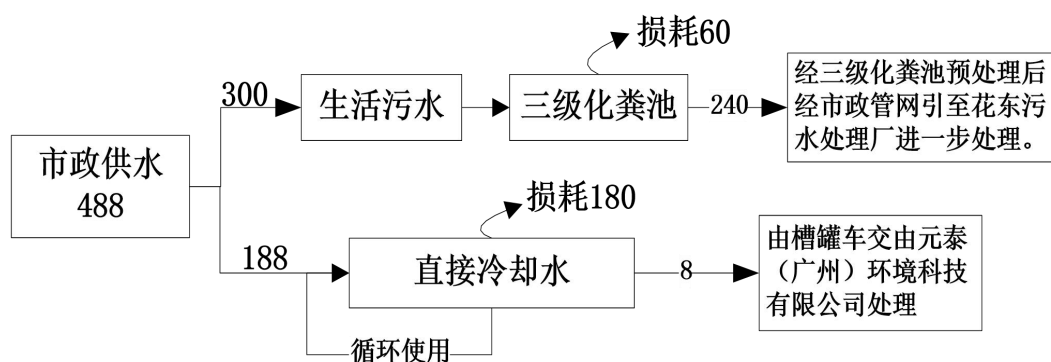 损耗60
300
生活污水
三级化粪池
240
经三级化粪池预处理后
经市政管网引至花东污
水处理厂进一步处理。
市政供水
488
损耗180
188
直接冷却水
8
由槽罐车交由元泰
（广州）环境科技
有限公司处理
循环使用